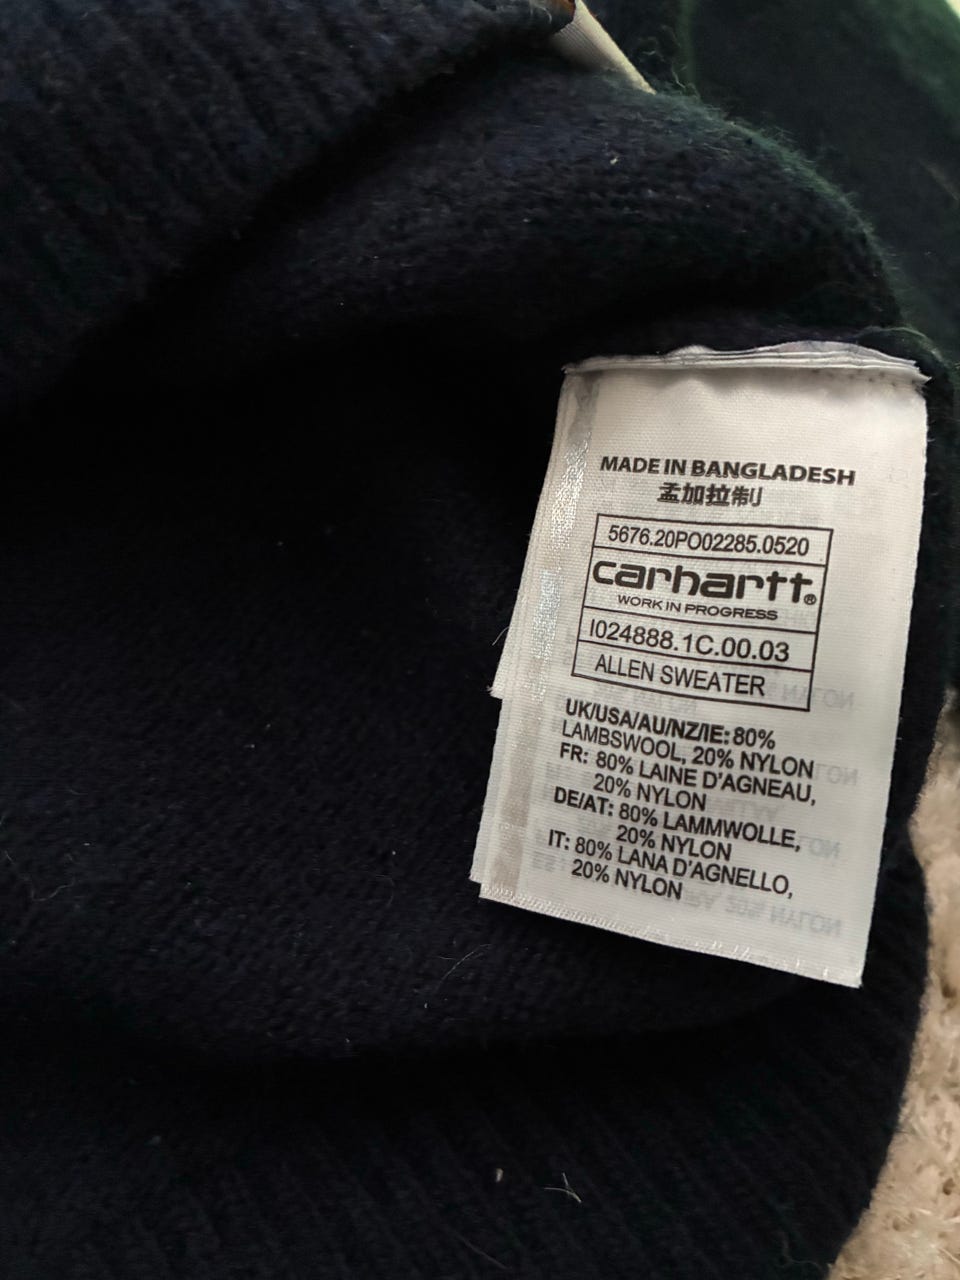 MADE IN BANGLADESH
孟加拉制
5676.20PO02285.0520
carhartt®
WORK IN PROGRESS
I024888.1C.00.03
ALLEN SWEATER
UK/USA/AU/NZ/IE: 80%
LAMBSWOOL, 20% NYLON
FR: 80% LAINE D'AGNEAU,
20% NYLON
DE/AT: 80% LAMMWOLLE,
20% NYLON
IT: 80% LANA D'AGNELLO,
20% NYLON